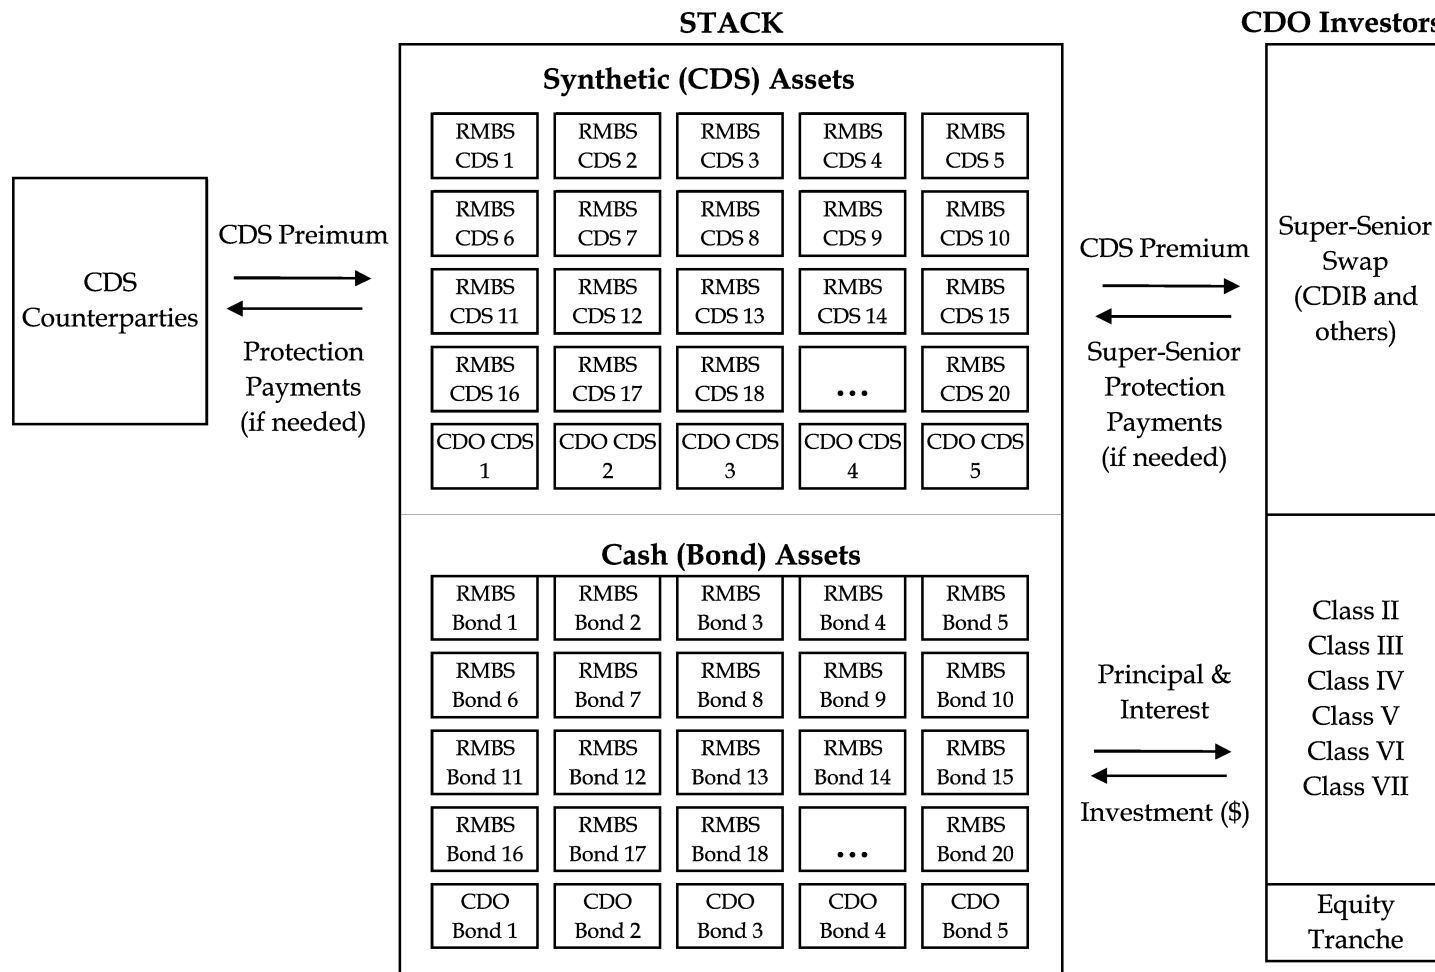 STACK
CDO Investors
Synthetic (CDS) Assets
RMBS
CDS 1
RMBS
CDS 2
RMBS
CDS 3
RMBS
CDS 4
RMBS
CDS 5
RMBS
CDS 6
RMBS
CDS 7
RMBS
CDS 8
RMBS
CDS 9
RMBS
CDS 10
RMBS
CDS 11
RMBS
CDS 12
RMBS
CDS 13
RMBS
CDS 14
RMBS
CDS 15
RMBS
CDS 16
RMBS
CDS 17
RMBS
CDS 18
...
RMBS
CDS 20
CDO CDS
1
CDO CDS
2
CDO CDS
3
CDO CDS
4
CDO CDS
5
CDS
Counterparties
CDS Preimum
Protection
Payments
(if needed)
CDS Premium
Super-Senior
Protection
Payments
(if needed)
Super-Senior
Swap
(CDIB and
others)
Cash (Bond) Assets
RMBS
Bond 1
RMBS
Bond 2
RMBS
Bond 3
RMBS
Bond 4
RMBS
Bond 5
RMBS
Bond 6
RMBS
Bond 7
RMBS
Bond 8
RMBS
Bond 9
RMBS
Bond 10
RMBS
Bond 11
RMBS
Bond 12
RMBS
Bond 13
RMBS
Bond 14
RMBS
Bond 15
RMBS
Bond 16
RMBS
Bond 17
RMBS
Bond 18
...
RMBS
Bond 20
CDO
Bond 1
CDO
Bond 2
CDO
Bond 3
CDO
Bond 4
CDO
Bond 5
Principal &
Interest
Investment ($)
Class II
Class III
Class IV
Class V
Class VI
Class VII
Equity
Tranche